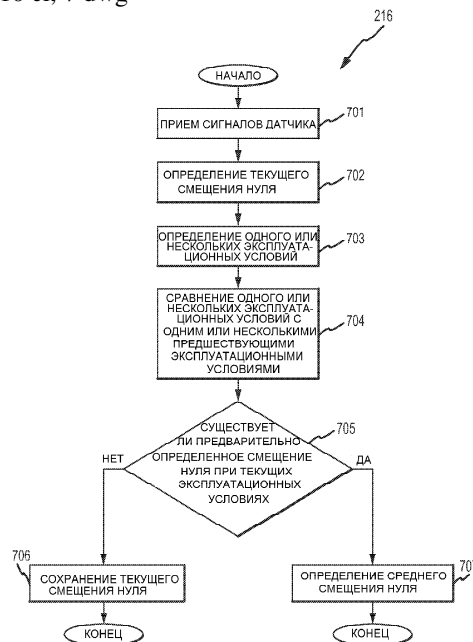 216
НАЧАЛО
ПРИЕМ СИГНАЛОВ ДАТЧИКА
701
ОПРЕДЕЛЕНИЕ ТЕКУЩЕГО
СМЕЩЕНИЯ НУЛЯ
702
ОПРЕДЕЛЕНИЕ ОДНОГО ИЛИ
НЕСКОЛЬКИХ ЭКСПЛУАТА-
ЦИОННЫХ УСЛОВИЙ
703
СРАВНЕНИЕ ОДНОГО ИЛИ
НЕСКОЛЬКИХ ЭКСПЛУАТА-
ЦИОННЫХ УСЛОВИЙ С
ОДНИМ ИЛИ НЕСКОЛЬКИМИ
ПРЕДШЕСТВУЮЩИМИ
ЭКСПЛУАТАЦИОННЫМИ
УСЛОВИЯМИ
704
СУЩЕСТВУЕТ
ЛИ ПРЕДВАРИТЕЛЬНО
ОПРЕДЕЛЕННОЕ СМЕЩЕНИЕ
НУЛЯ ПРИ ТЕКУЩИХ
ЭКСПЛУАТАЦИОННЫХ
УСЛОВИЯХ
705
НЕТ
ДА
706
СОХРАНЕНИЕ ТЕКУЩЕГО
СМЕЩЕНИЯ НУЛЯ
ОПРЕДЕЛЕНИЕ СРЕДНЕГО
СМЕЩЕНИЯ НУЛЯ
КОНЕЦ
КОНЕЦ